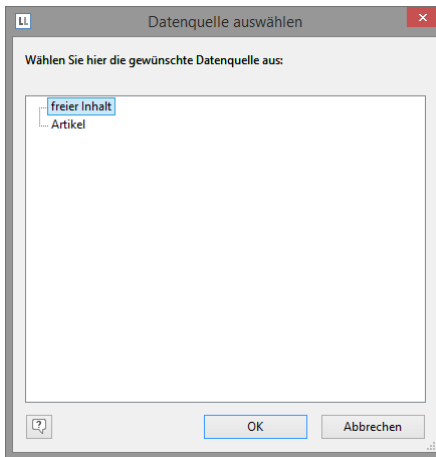 LL
Datenquelle auswählen
Wählen Sie hier die gewünschte Datenquelle aus:
freier Inhalt
Artikel
OK
Abbrechen